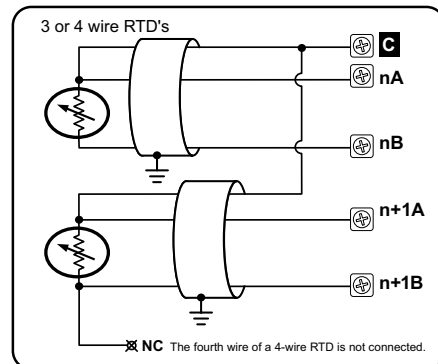 3 or 4 wire RTD's
C
nA
nB
n+1A
n+1B
NC The fourth wire of a 4-wire RTD is not connected.